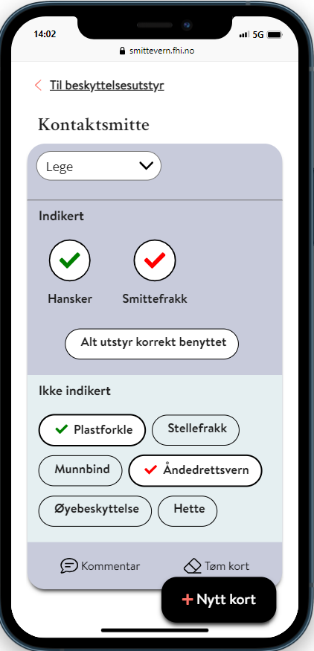 14:02
5G
smittevern.fhi.no
Til beskyttelsesutstyr
Kontaktsmitte
Lege
Indikert
Hansker Smittefrakk
Alt utstyr korrekt benyttet
Ikke indikert
Plastforkle Stellefrakk
Munnbind Åndedrettsvern
Øyebeskyttelse Hette
Kommentar Tøm kort
+ Nytt kort